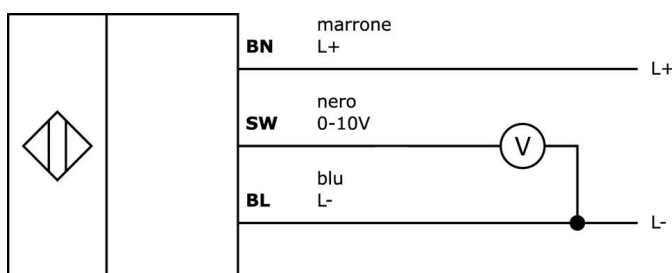 marrone
BN L+
L+
nero
SW 0-10V
V
blu
BL L-
L-